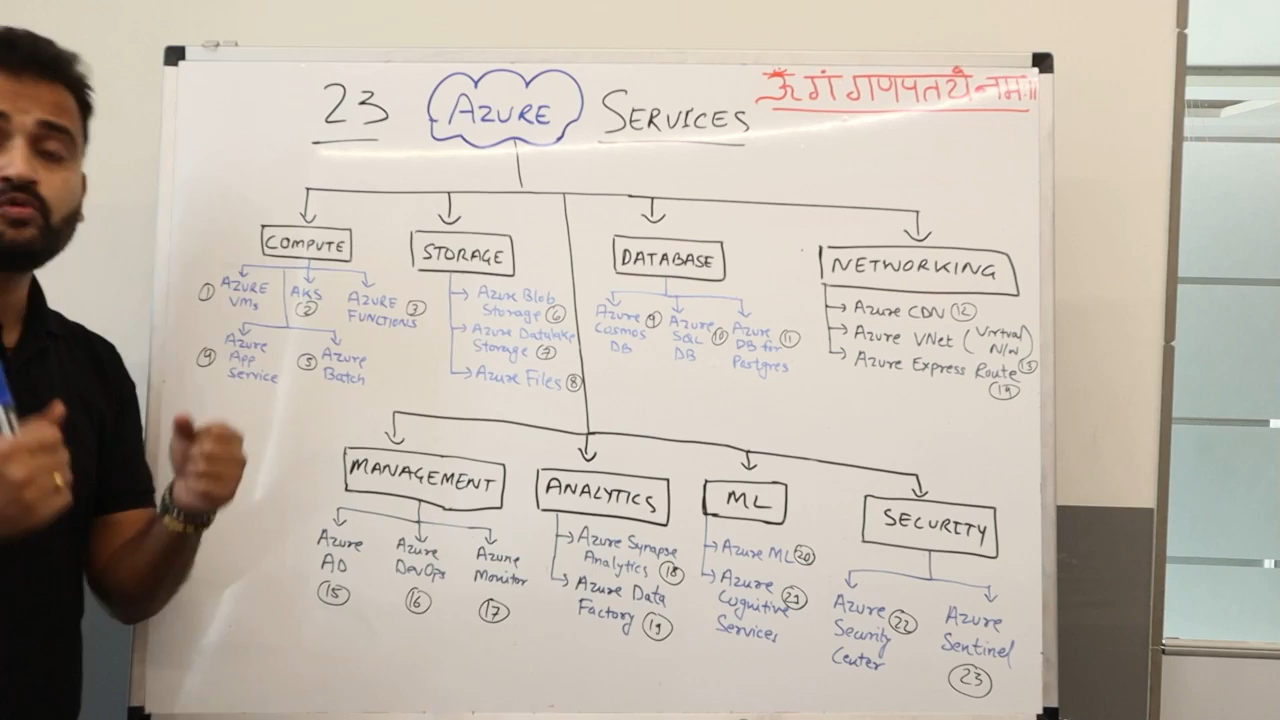 23 AZURE SERVICES
ॐ गं गणपतये नमः॥
COMPUTE
① AZURE
VMs
AKS
②
AZURE ③
FUNCTIONS
④ Azure
App
Service
⑤ Azure
Batch
STORAGE
Azure Blob
Storage ⑥
Azure Datalake
Storage ⑦
Azure Files ⑧
DATABASE
Azure ⑨
Cosmos
DB
Azure
SQL ⑩
DB
Azure
DB for ⑪
Postgres
NETWORKING
Azure CDN ⑫
Azure VNet (Virtual
N/w)
⑬
Azure Express Route
⑭
MANAGEMENT
Azure
AD
⑮
Azure
DevOps
⑯
Azure
Monitor
⑰
ANALYTICS
Azure Synapse
Analytics ⑱
Azure Data
Factory ⑲
ML
Azure ML ⑳
Azure
Cognitive ㉑
Services
SECURITY
Azure ㉒
Security
Center
Azure
Sentinel
㉓